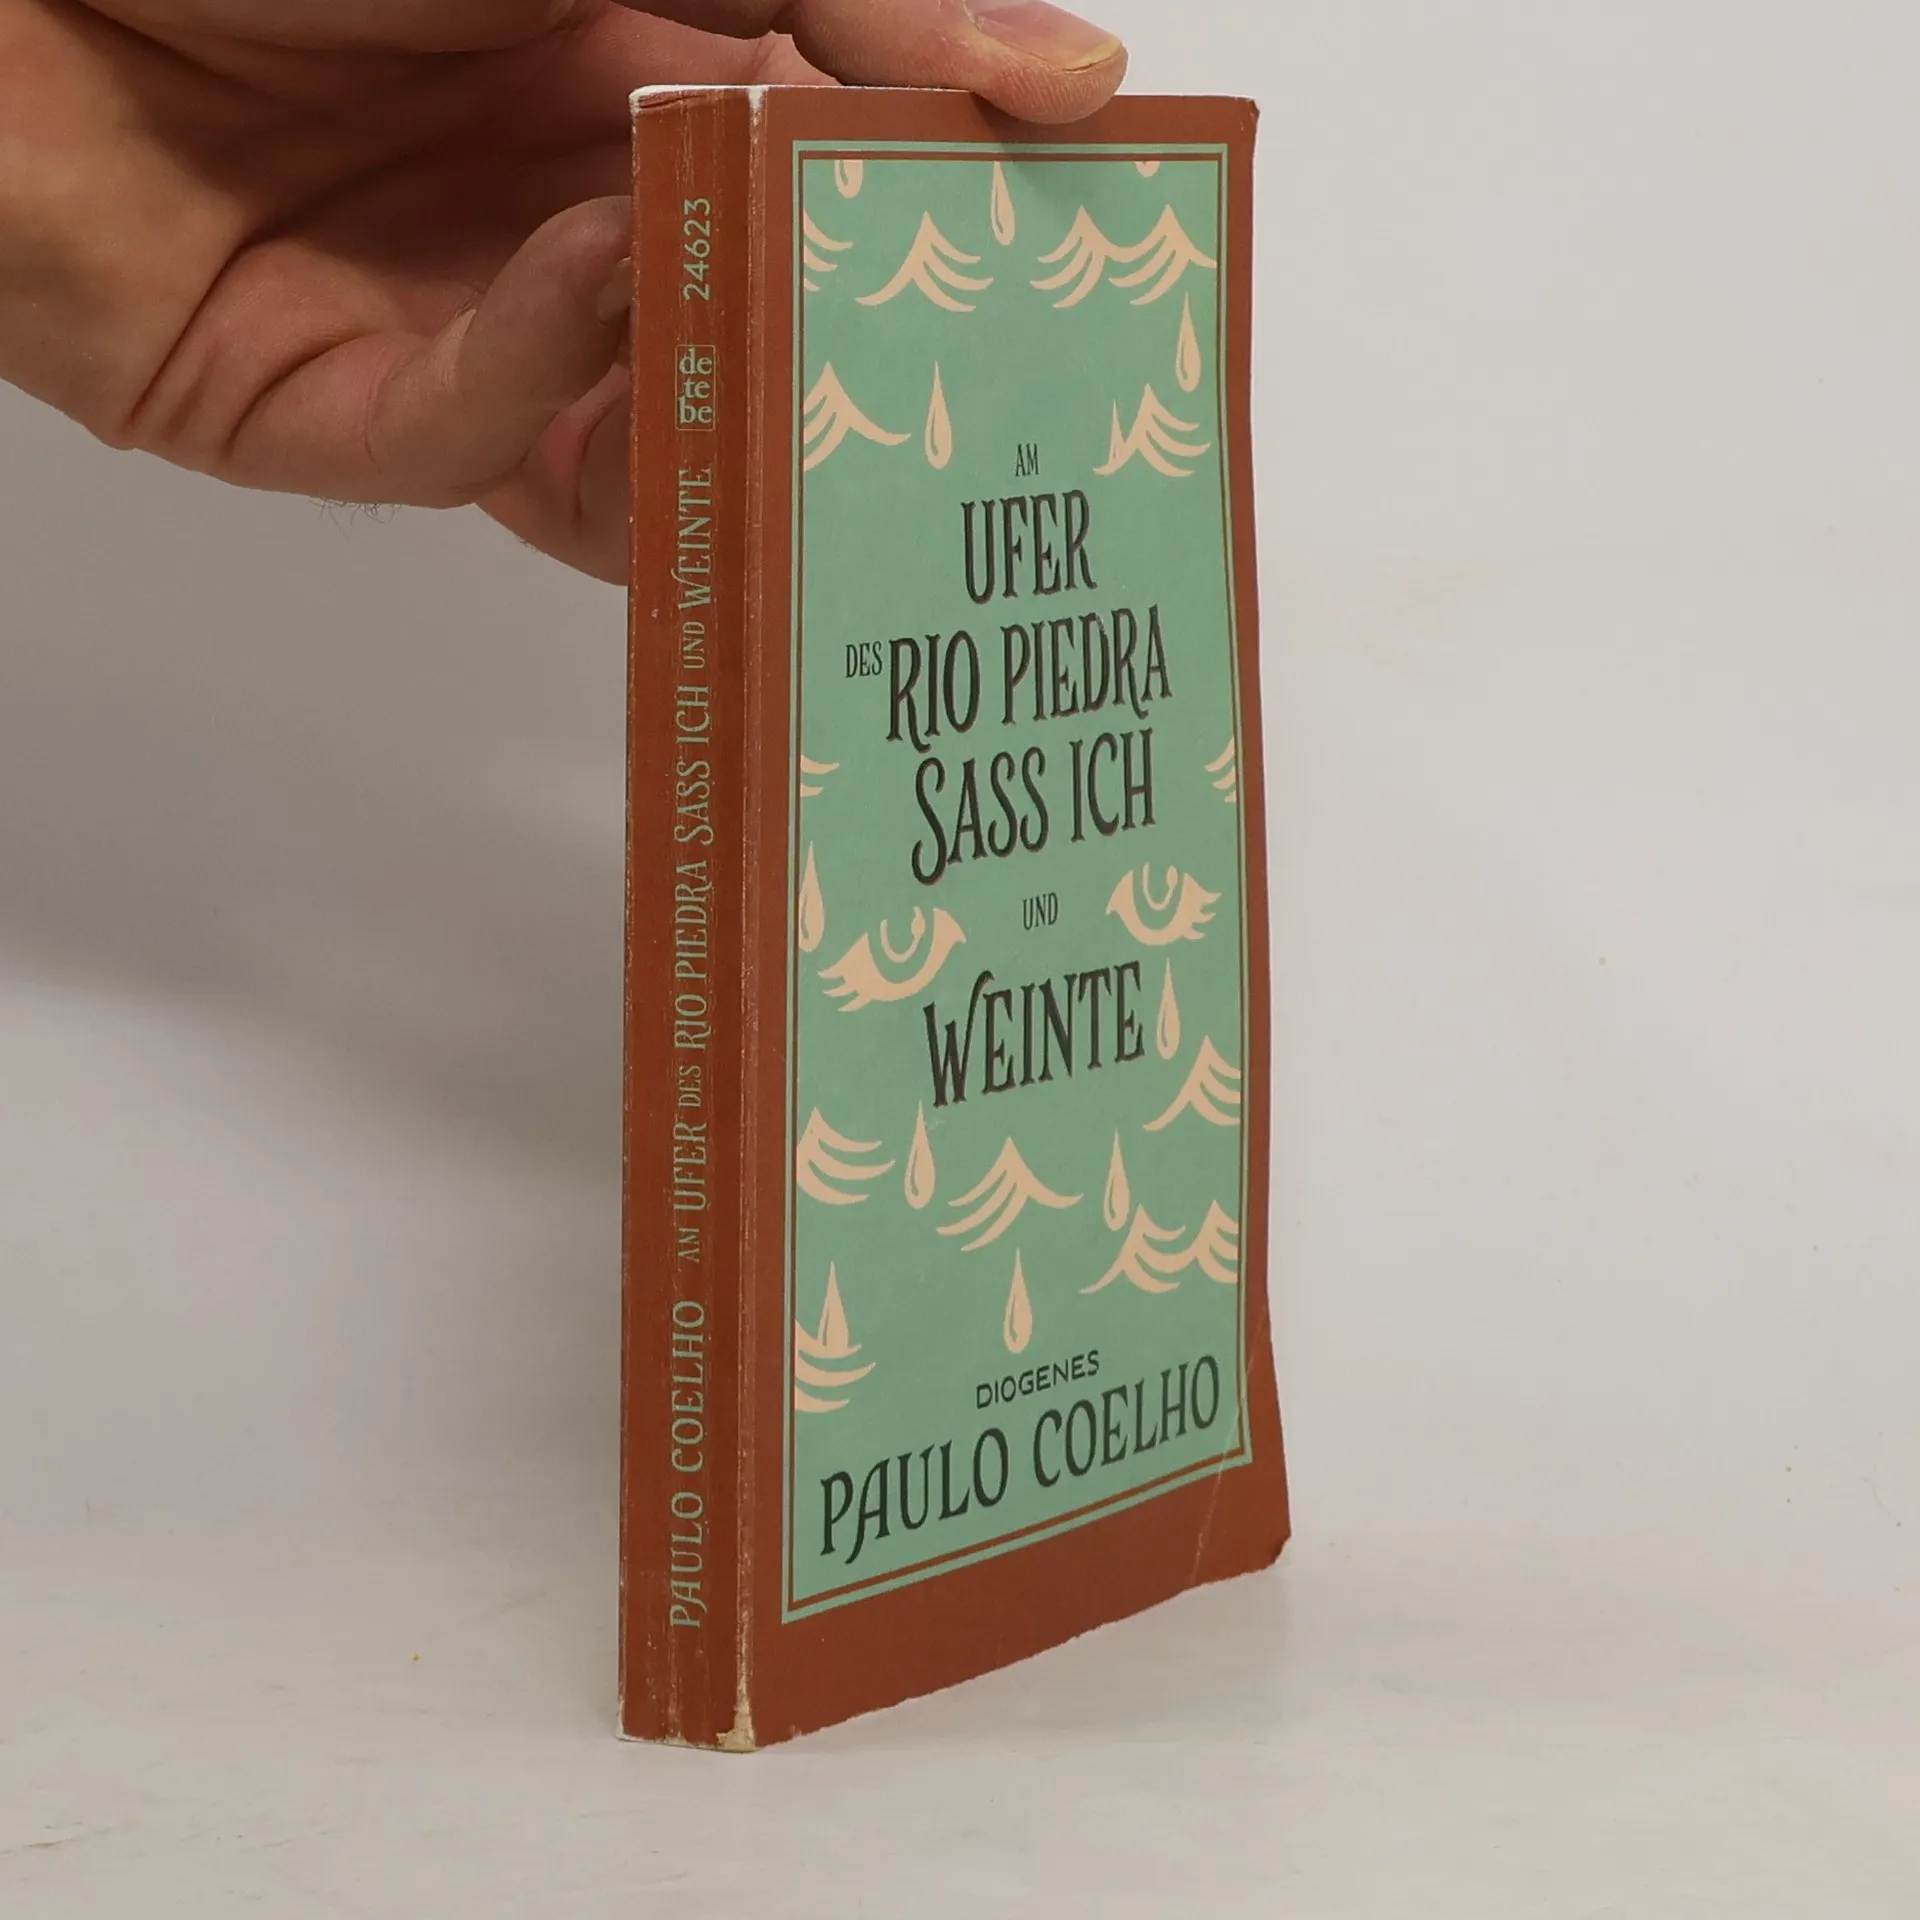 PAULO COELHO AM UFER DES RIO PIEDRA SASS ICH UND WEINTE
de
te
be
24623
AM
UFER
DES RIO PIEDRA
SASS ICH
UND
WEINTE
DIOGENES
PAULO COELHO